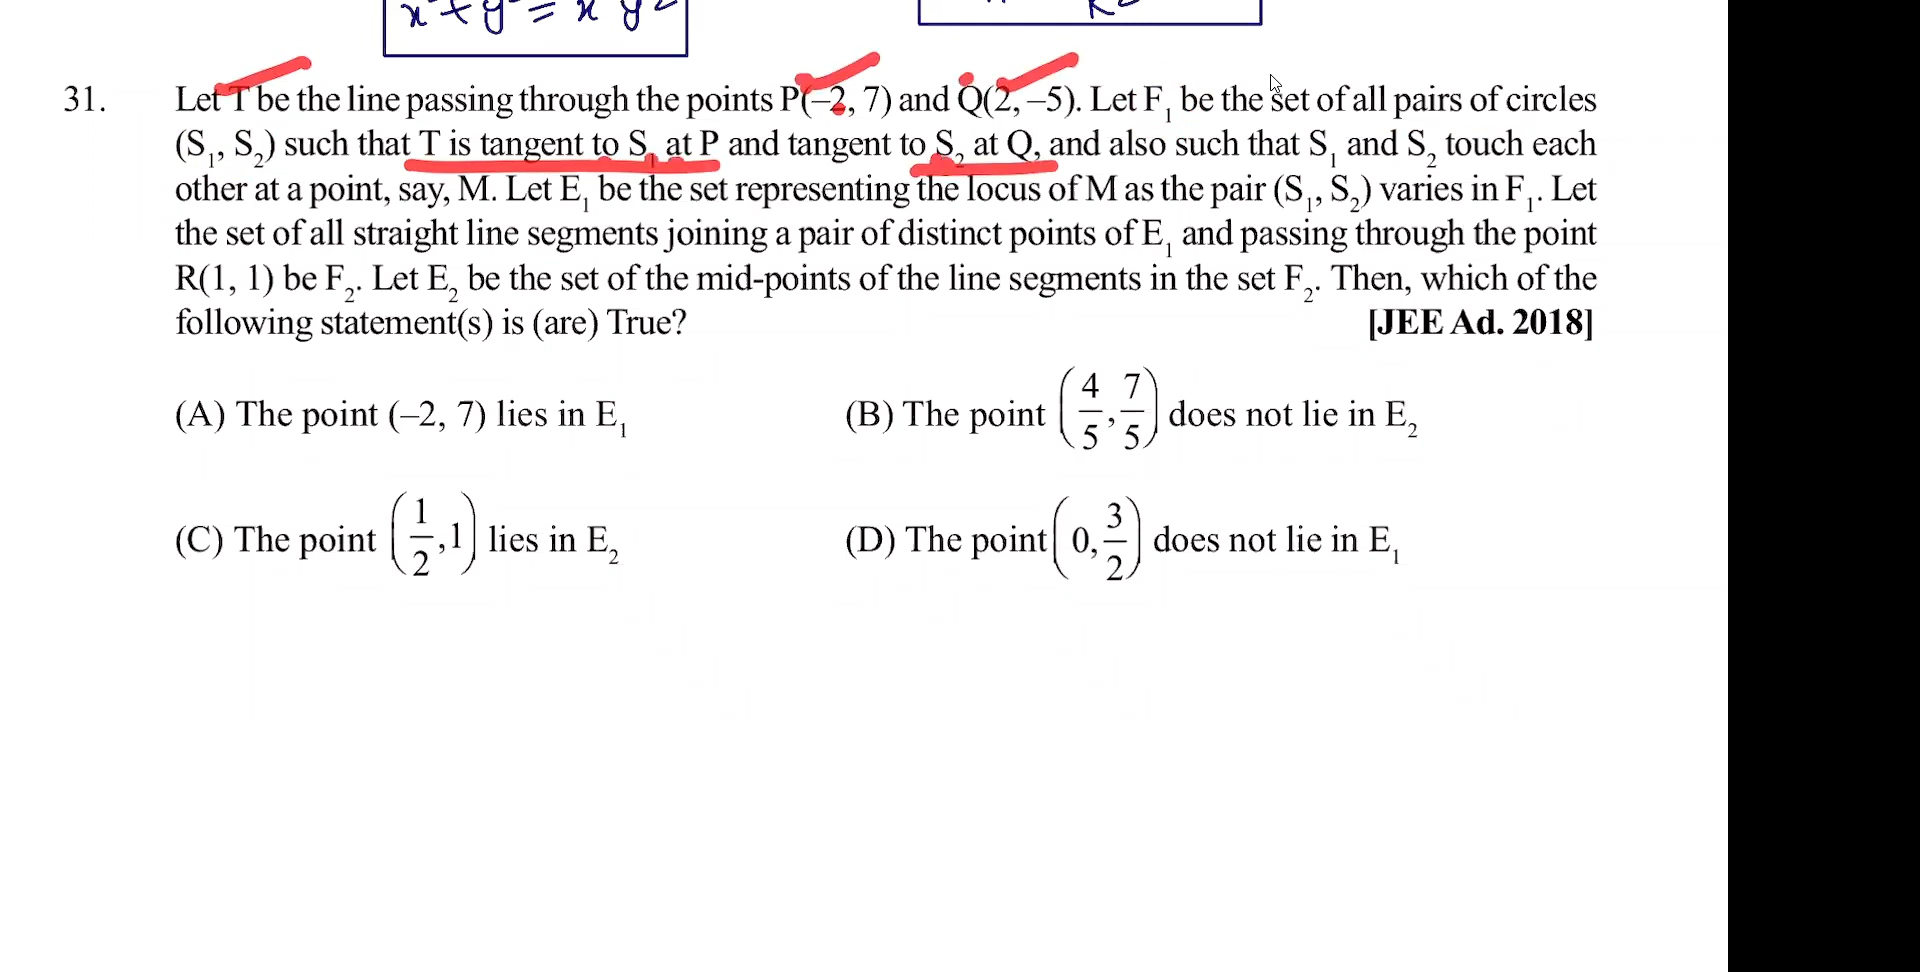 31. Let T be the line passing through the points P(–2, 7) and Q(2, –5). Let F₁ be the set of all pairs of circles
(S₁, S₂) such that T is tangent to S₁ at P and tangent to S₂ at Q, and also such that S₁ and S₂ touch each
other at a point, say, M. Let E₁ be the set representing the locus of M as the pair (S₁, S₂) varies in F₁. Let
the set of all straight line segments joining a pair of distinct points of E₁ and passing through the point
R(1, 1) be F₂. Let E₂ be the set of the mid-points of the line segments in the set F₂. Then, which of the
following statement(s) is (are) True? [JEE Ad. 2018]
(A) The point (–2, 7) lies in E₁ (B) The point (4/5, 7/5) does not lie in E₂
(C) The point (1/2, 1) lies in E₂ (D) The point (0, 3/2) does not lie in E₁